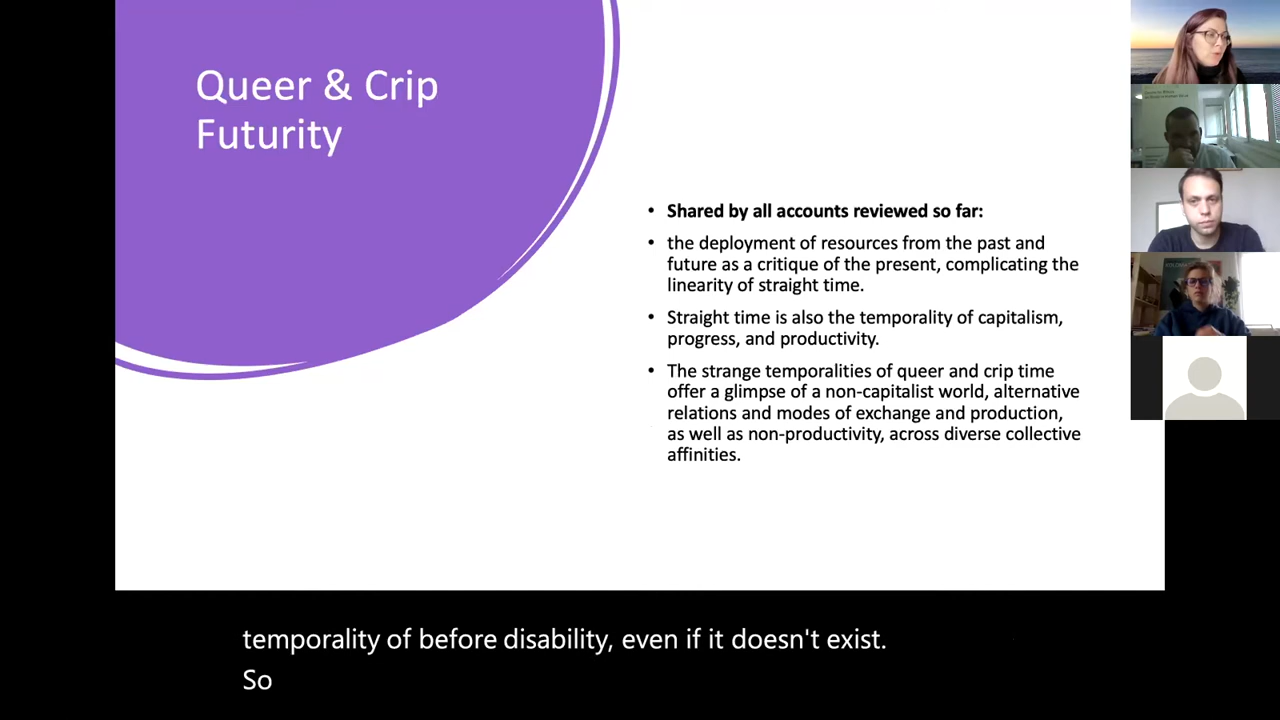 Queer & Crip
Futurity
• Shared by all accounts reviewed so far:
• the deployment of resources from the past and
future as a critique of the present, complicating the
linearity of straight time.
• Straight time is also the temporality of capitalism,
progress, and productivity.
• The strange temporalities of queer and crip time
offer a glimpse of a non-capitalist world, alternative
relations and modes of exchange and production,
as well as non-productivity, across diverse collective
affinities.
temporality of before disability, even if it doesn't exist.
So